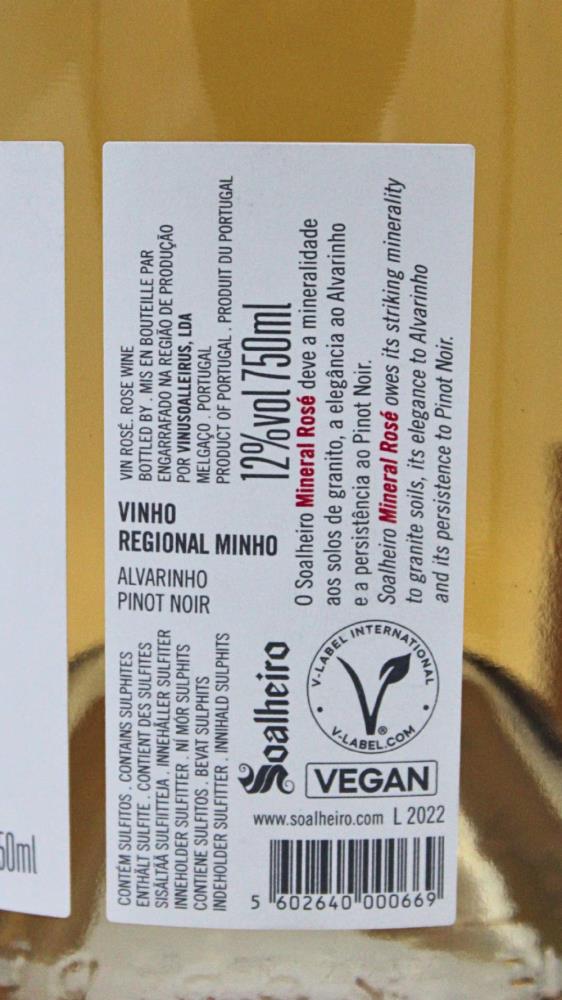 VIN ROSÉ. ROSE WINE
BOTTLED BY . MIS EN BOUTEILLE PAR
ENGARRAFADO NA REGIÃO DE PRODUÇÃO
POR VINUSOALLEIRUS, LDA
MELGAÇO . PORTUGAL
PRODUCT OF PORTUGAL . PRODUIT DU PORTUGAL
12%vol 750ml
O Soalheiro Mineral Rosé deve a mineralidade
aos solos de granito, a elegância ao Alvarinho
e a persistência ao Pinot Noir.
Soalheiro Mineral Rosé owes its striking minerality
to granite soils, its elegance to Alvarinho
and its persistence to Pinot Noir.
VINHO
REGIONAL MINHO
ALVARINHO
PINOT NOIR
CONTÉM SULFITOS . CONTAINS SULPHITES
ENTHÄLT SULFITE . CONTIENT DES SULFITES
SISÄLTÄÄ SULFIITTEJA . INNEHÅLLER SULFITER
INNEHOLDER SULFITTER . NÍ MÓR SULPHITS
CONTIENE SULFITOS . BEVAT SULPHITS
INDEHOLDER SULFITTER . INNIHALD SULPHITS
Soalheiro
V-LABEL INTERNATIONAL
V-LABEL.COM
®
VEGAN
www.soalheiro.com L 2022
5 602640 000669
50ml